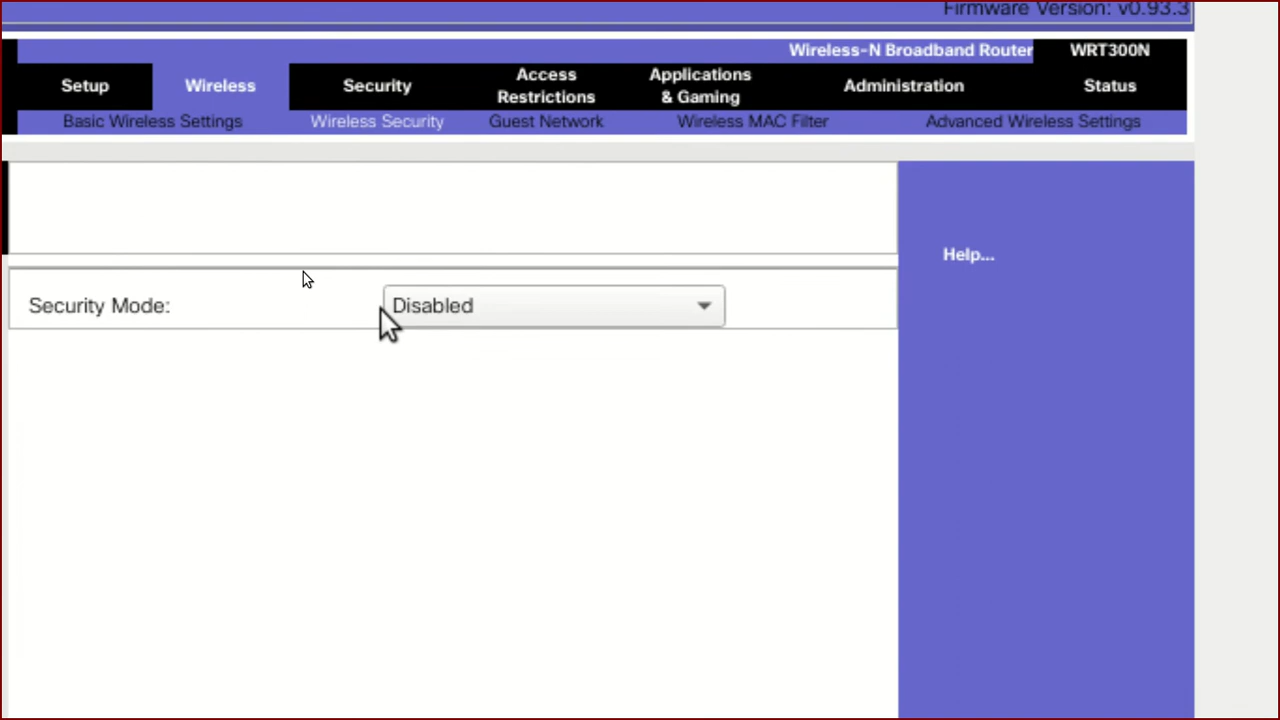 Firmware Version: v0.93.3
Wireless-N Broadband Router WRT300N
Setup Wireless Security Access Restrictions Applications & Gaming Administration Status
Basic Wireless Settings Wireless Security Guest Network Wireless MAC Filter Advanced Wireless Settings
Help...
Security Mode: Disabled